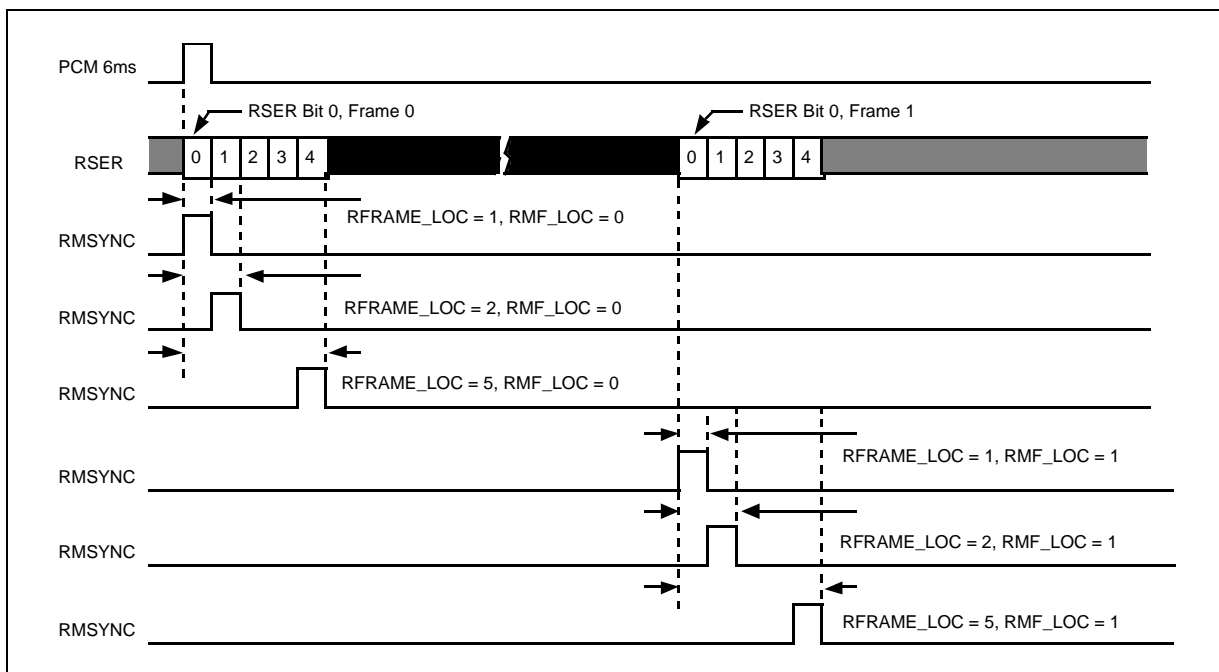 PCM 6ms
RSER Bit 0, Frame 0
RSER Bit 0, Frame 1
RSER
0 1 2 3 4
0 1 2 3 4
RFRAME_LOC = 1, RMF_LOC = 0
RMSYNC
RFRAME_LOC = 2, RMF_LOC = 0
RMSYNC
RFRAME_LOC = 5, RMF_LOC = 0
RMSYNC
RFRAME_LOC = 1, RMF_LOC = 1
RMSYNC
RFRAME_LOC = 2, RMF_LOC = 1
RMSYNC
RFRAME_LOC = 5, RMF_LOC = 1
RMSYNC